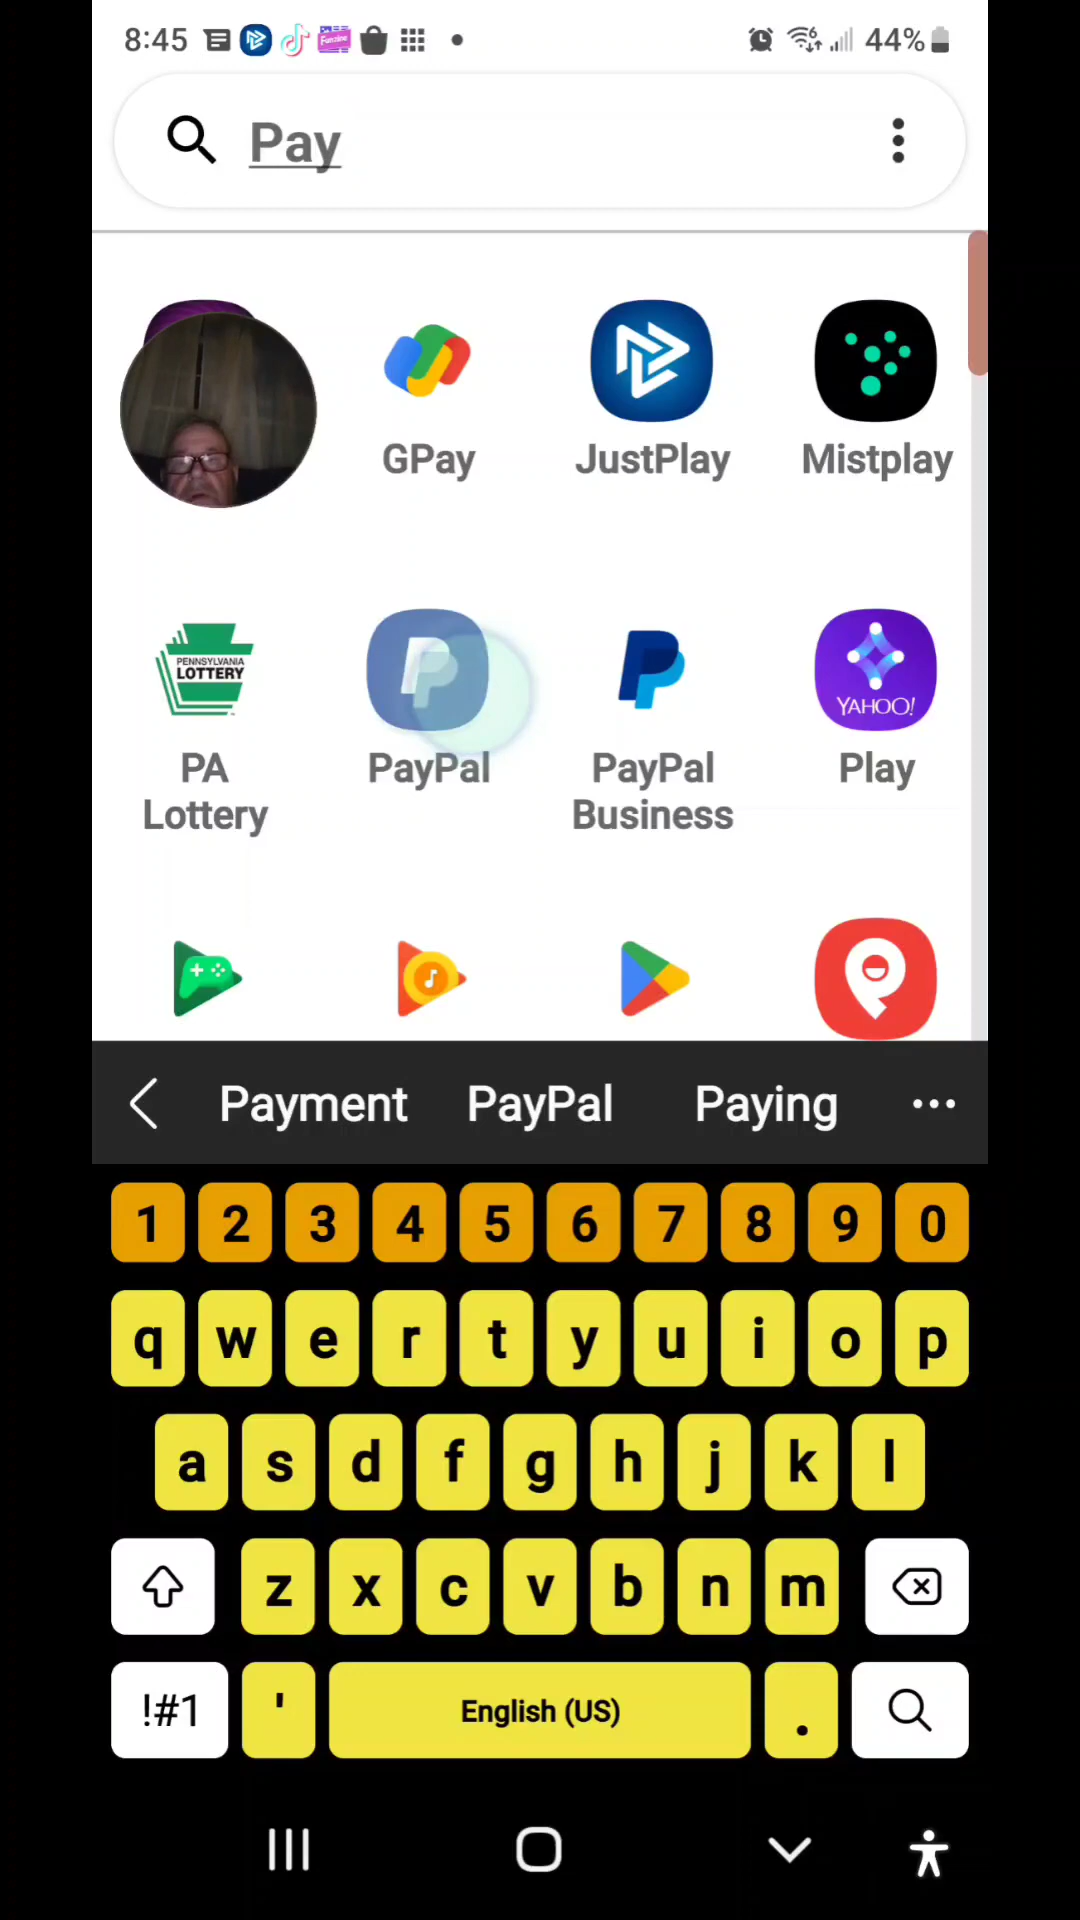 8:45 Fanzine 44%
Pay
GPay JustPlay Mistplay
PENNSYLVANIA
LOTTERY
YAHOO!
PA
Lottery
PayPal
PayPal
Business
Play
Payment PayPal Paying
1 2 3 4 5 6 7 8 9 0
q w e r t y u i o p
a s d f g h j k l
z x c v b n m
!#1 ' English (US) .